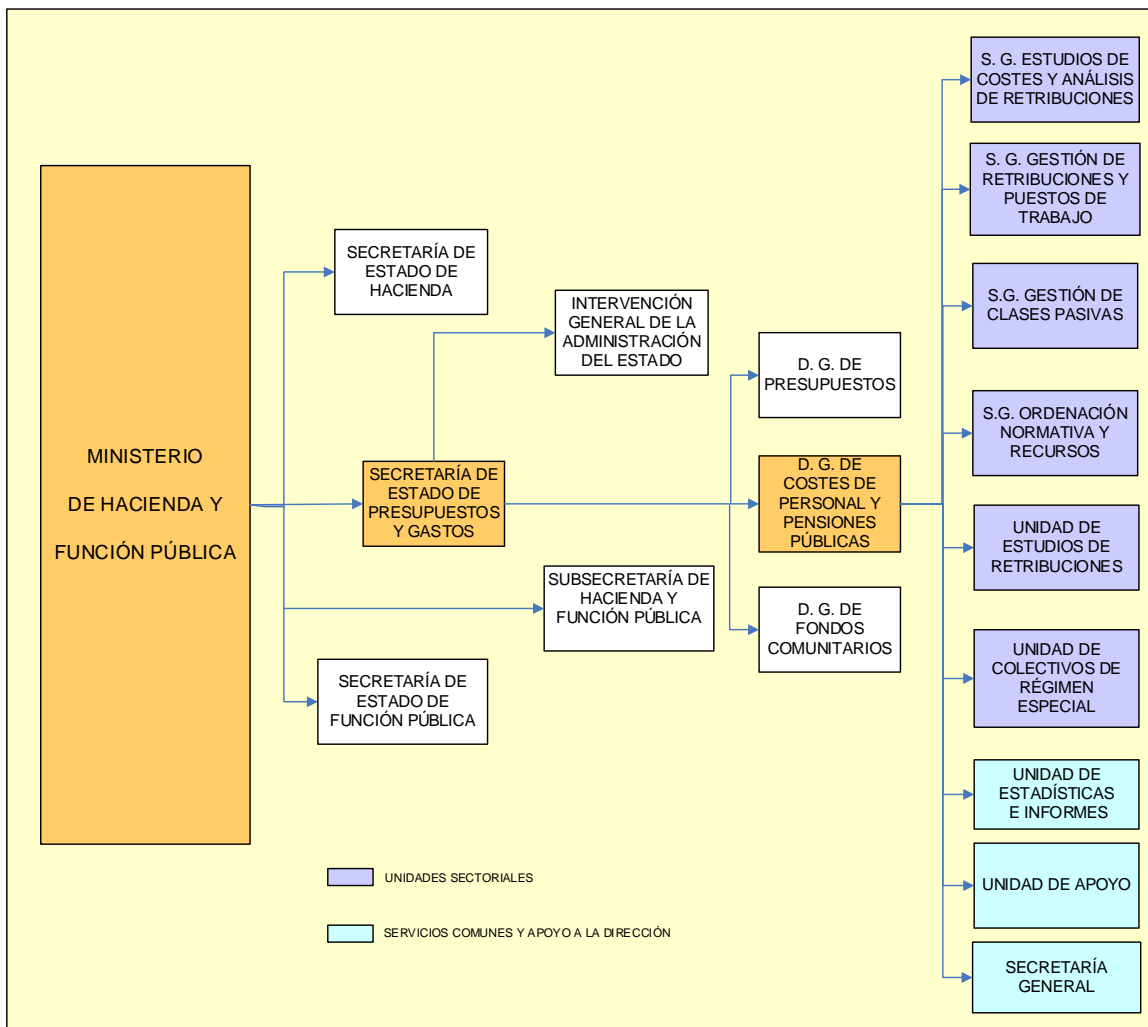 MINISTERIO
DE HACIENDA Y
FUNCIÓN PÚBLICA
SECRETARÍA DE
ESTADO DE
HACIENDA
SECRETARÍA DE
ESTADO DE
PRESUPUESTOS
Y GASTOS
SECRETARÍA DE
ESTADO DE
FUNCIÓN PÚBLICA
INTERVENCIÓN
GENERAL DE LA
ADMINISTRACIÓN
DEL ESTADO
SUBSECRETARÍA DE
HACIENDA Y
FUNCIÓN PÚBLICA
D. G. DE
PRESUPUESTOS
D. G. DE
COSTES DE
PERSONAL Y
PENSIONES
PÚBLICAS
D. G. DE
FONDOS
COMUNITARIOS
S. G. ESTUDIOS DE
COSTES Y ANÁLISIS
DE RETRIBUCIONES
S. G. GESTIÓN DE
RETRIBUCIONES Y
PUESTOS DE
TRABAJO
S.G. GESTIÓN DE
CLASES PASIVAS
S.G. ORDENACIÓN
NORMATIVA Y
RECURSOS
UNIDAD DE
ESTUDIOS DE
RETRIBUCIONES
UNIDAD DE
COLECTIVOS DE
RÉGIMEN
ESPECIAL
UNIDAD DE
ESTADÍSTICAS
E INFORMES
UNIDAD DE APOYO
SECRETARÍA
GENERAL
UNIDADES SECTORIALES
SERVICIOS COMUNES Y APOYO A LA DIRECCIÓN